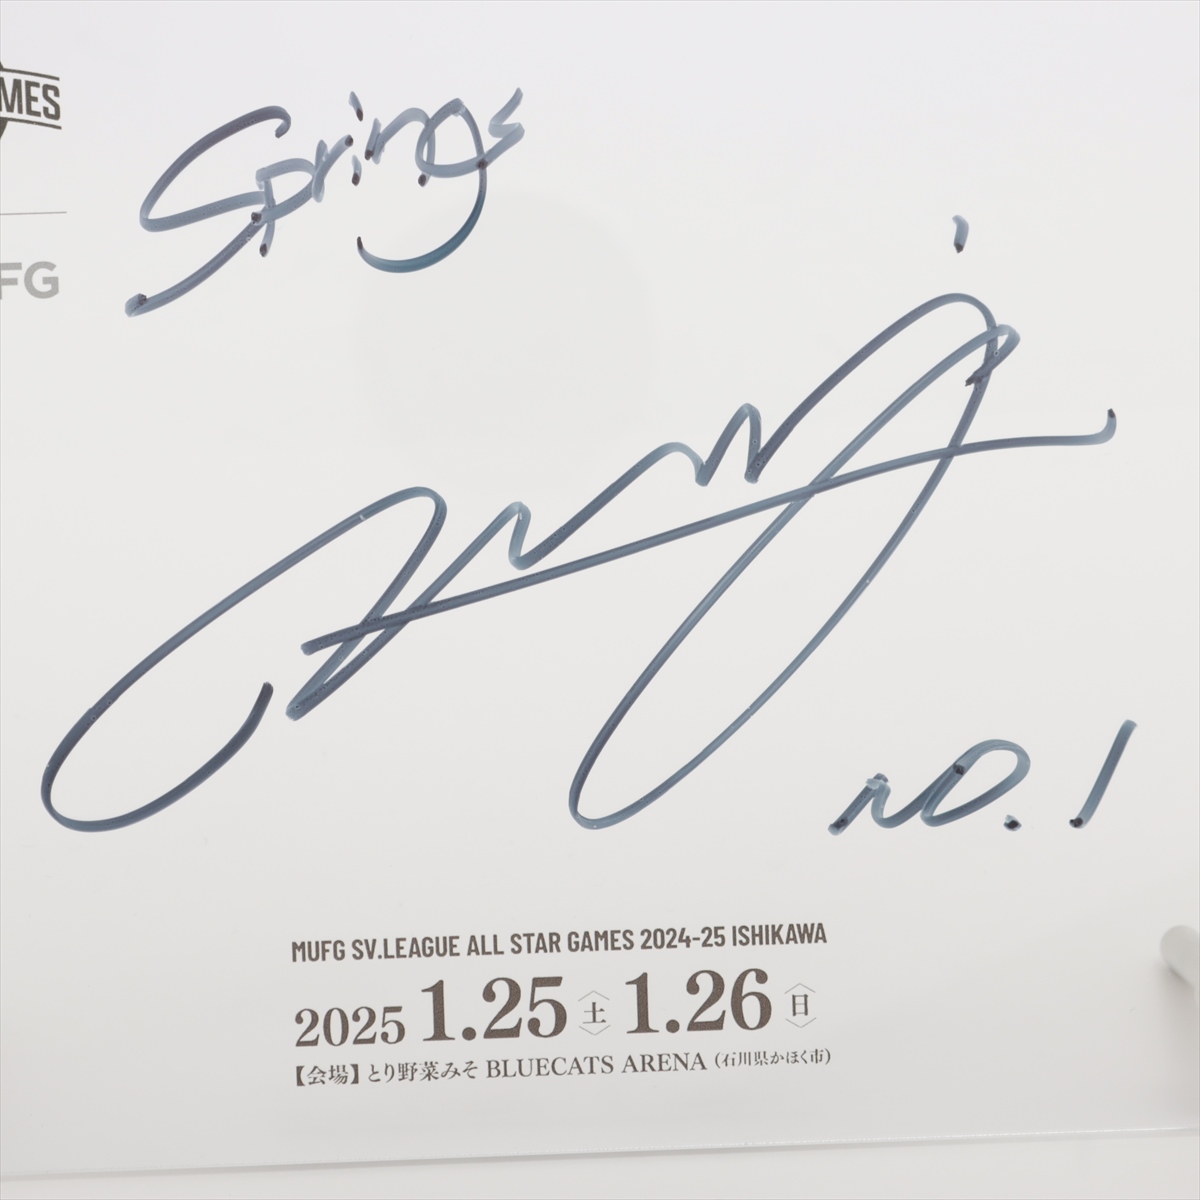 MES
FG
Springs
NO.1
MUFG SV.LEAGUE ALL STAR GAMES 2024-25 ISHIKAWA
2025 1.25〈土〉1.26〈日〉
【会場】とり野菜みそ BLUECATS ARENA (石川県かほく市)